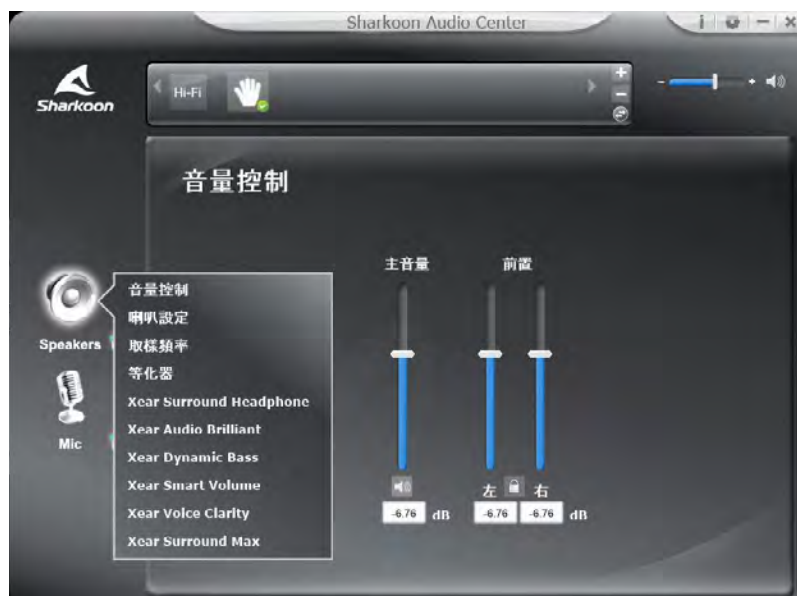 Sharkoon Audio Center
i
Sharkoon
Hi-Fi
音量控制
主音量
前置
音量控制
喇叭設定
取樣頻率
等化器
Xear Surround Headphone
Xear Audio Brilliant
Xear Dynamic Bass
Xear Smart Volume
Xear Voice Clarity
Xear Surround Max
Speakers
Mic
左
右
-6.76 dB
-6.76 -6.76 dB